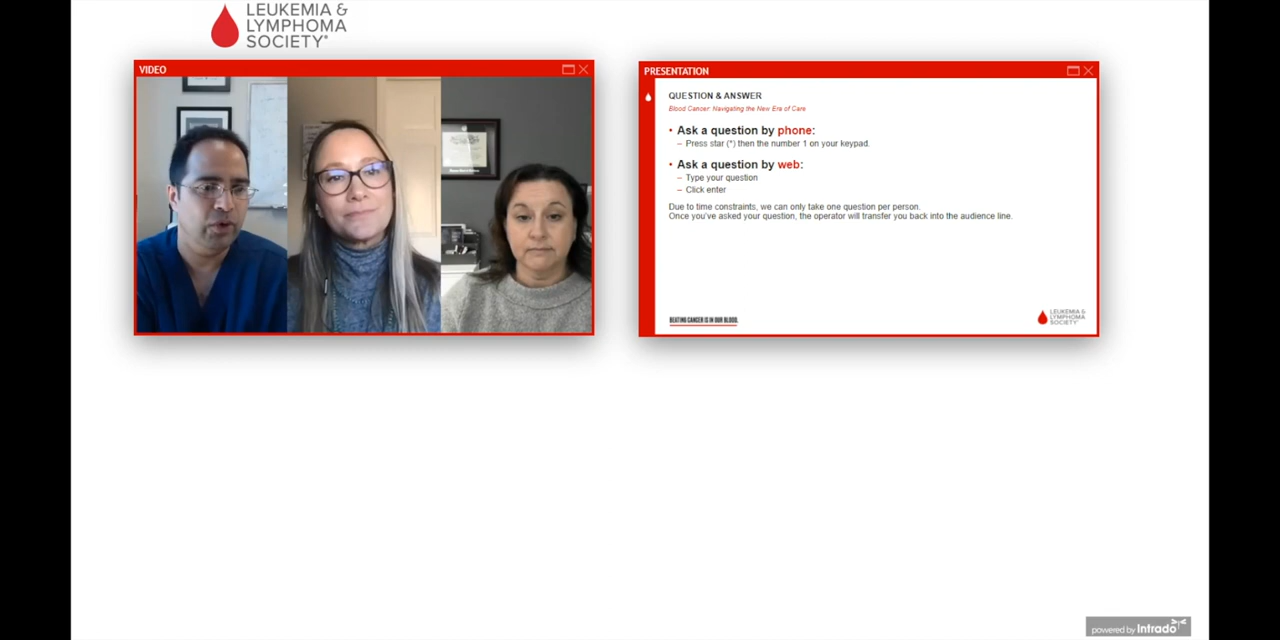 LEUKEMIA &
LYMPHOMA
SOCIETY®
VIDEO
PRESENTATION
QUESTION & ANSWER
Blood Cancer: Navigating the New Era of Care
• Ask a question by phone:
– Press star (*) then the number 1 on your keypad.
• Ask a question by web:
– Type your question
– Click enter
Due to time constraints, we can only take one question per person.
Once you've asked your question, the operator will transfer you back into the audience line.
BEATING CANCER IS IN OUR BLOOD.
LEUKEMIA &
LYMPHOMA
SOCIETY®
powered by intrado